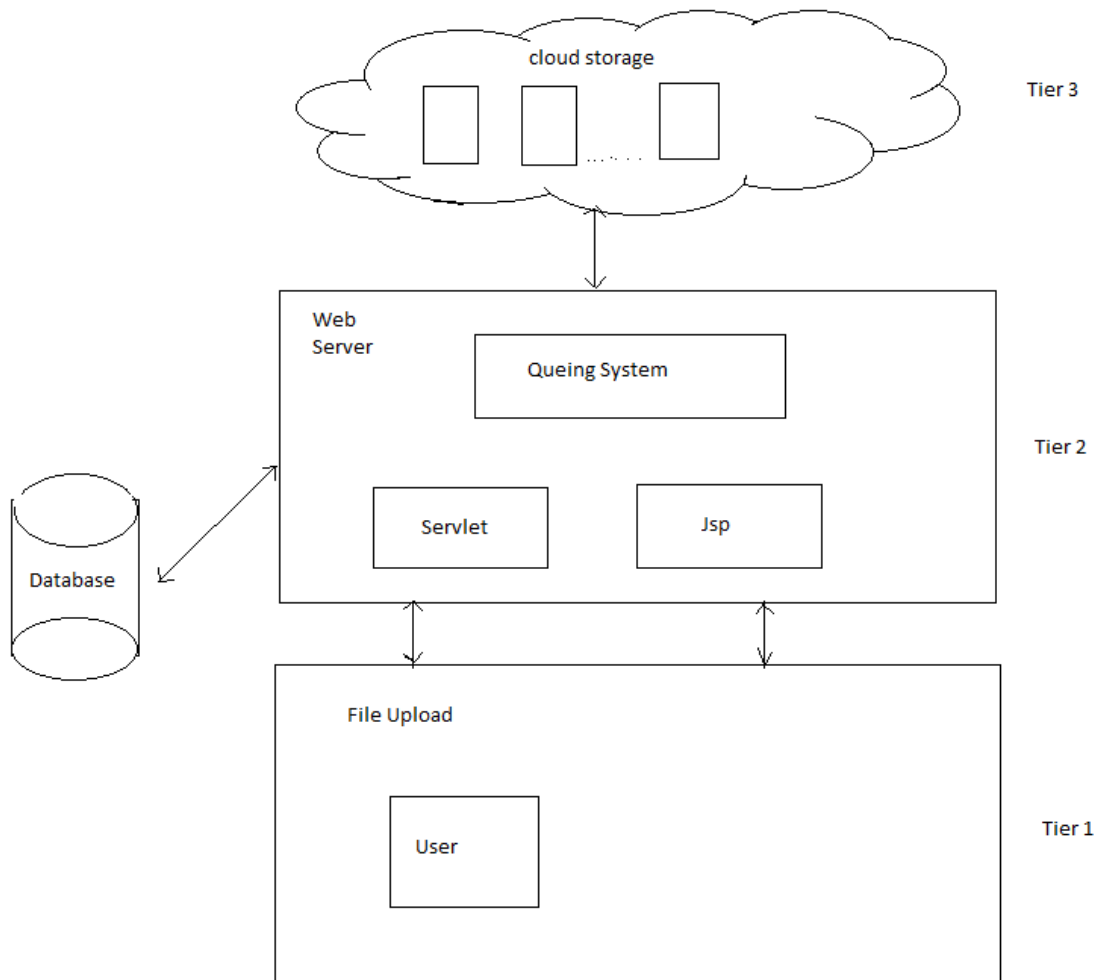 cloud storage
Tier 3
Web
Server
Queing System
Tier 2
Servlet
Jsp
Database
File Upload
Tier 1
User